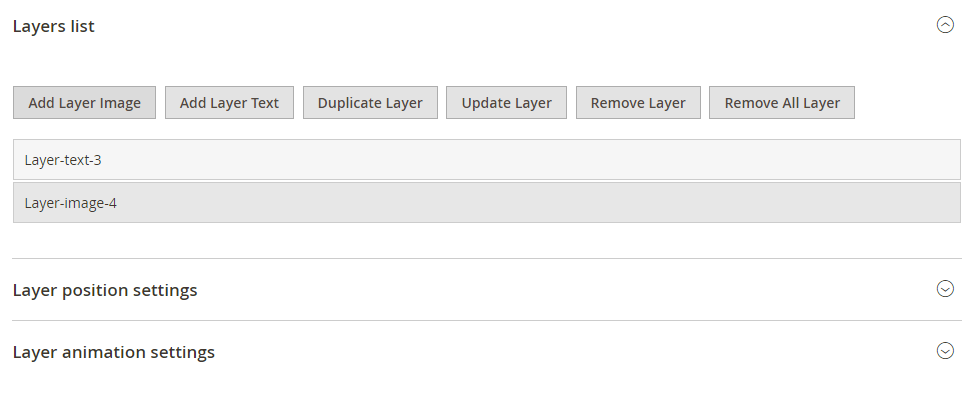 Layers list
Add Layer Image Add Layer Text Duplicate Layer Update Layer Remove Layer Remove All Layer
Layer-text-3
Layer-image-4
Layer position settings
Layer animation settings